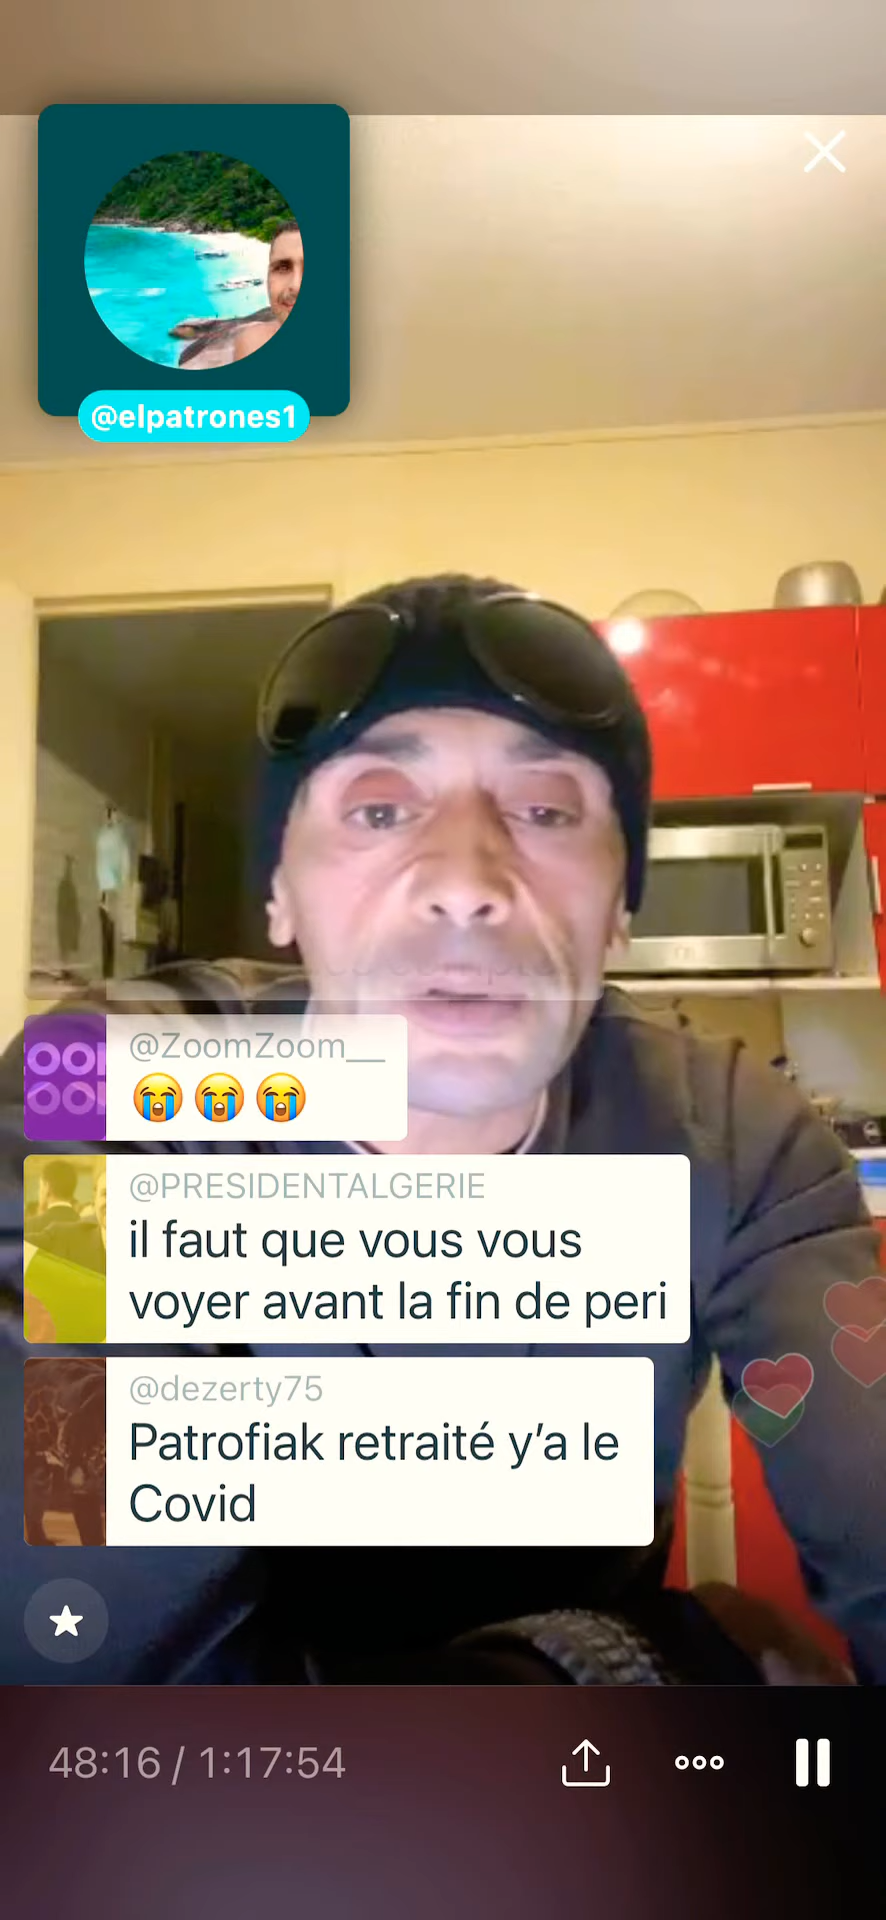 @elpatrones1
@ZoomZoom__
😭😭😭
@PRESIDENTALGERIE
il faut que vous vous
voyer avant la fin de peri
@dezerty75
Patrofiak retraité y’a le
Covid
48:16 / 1:17:54